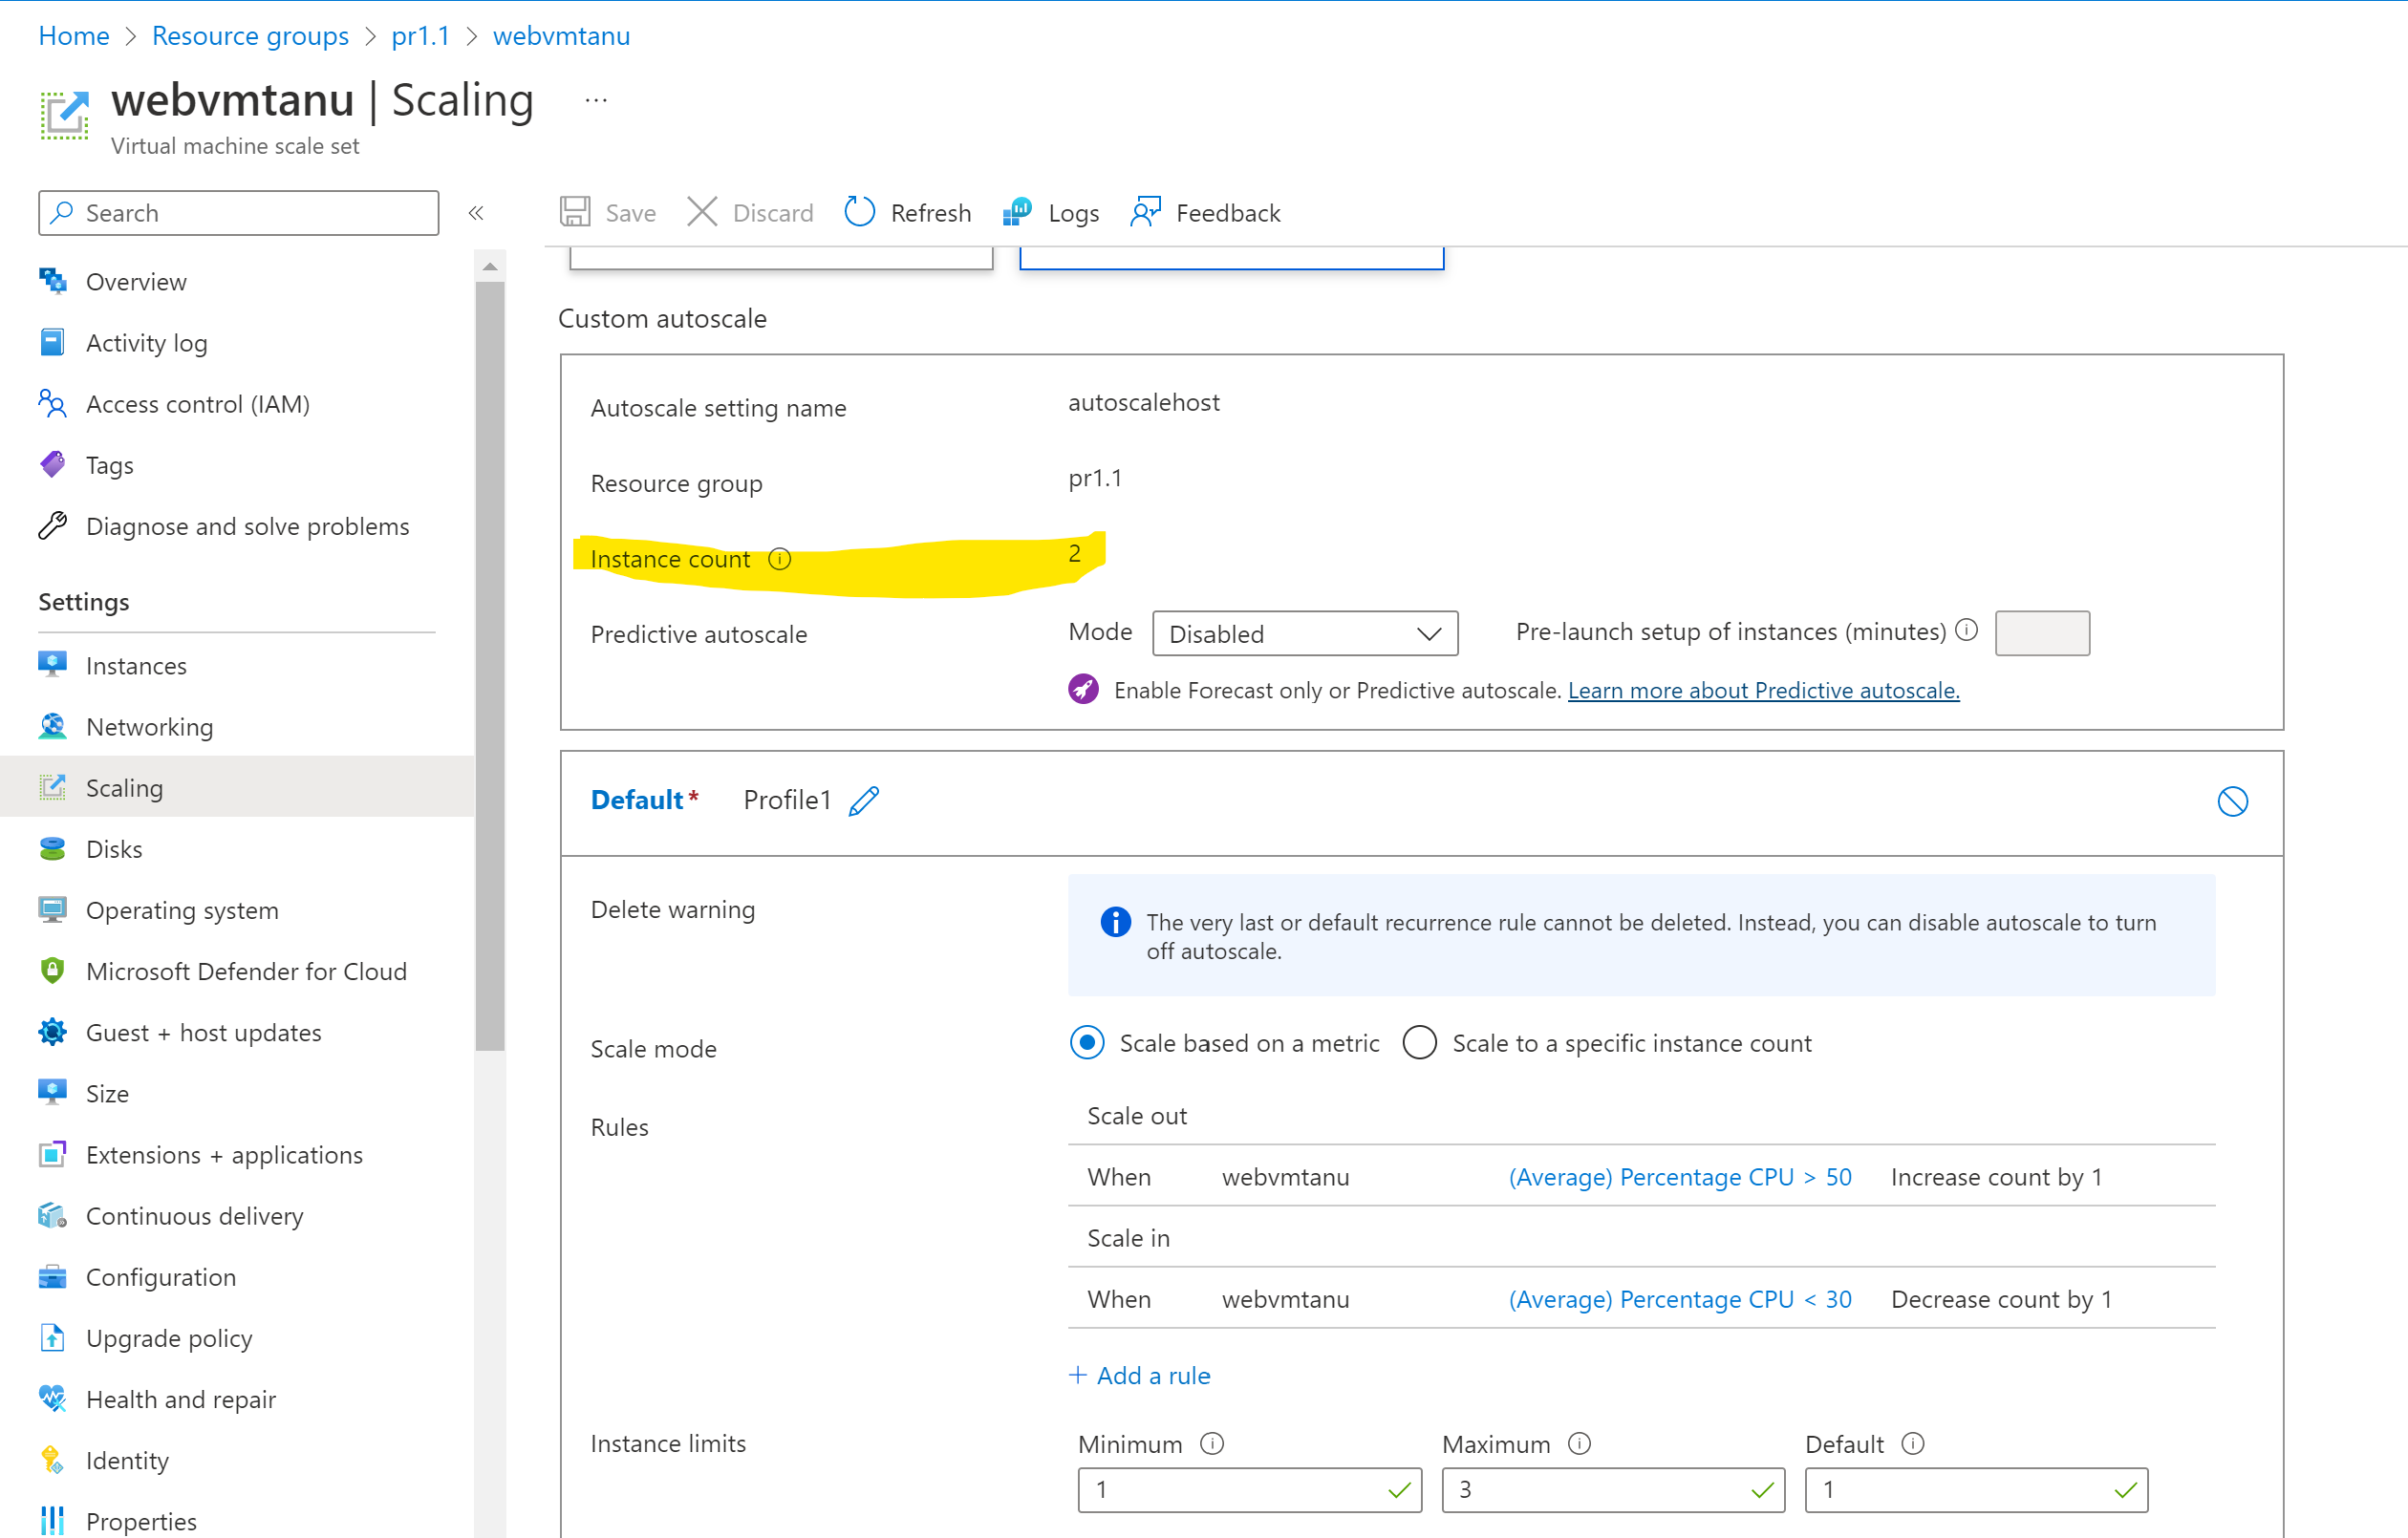 Home > Resource groups > pr1.1 > webvmtanu
webvmtanu | Scaling ...
Virtual machine scale set
Search
«
Save
Discard
Refresh
Logs
Feedback
Overview
Activity log
Access control (IAM)
Tags
Diagnose and solve problems
Settings
Instances
Networking
Scaling
Disks
Operating system
Microsoft Defender for Cloud
Guest + host updates
Size
Extensions + applications
Continuous delivery
Configuration
Upgrade policy
Health and repair
Identity
Properties
Custom autoscale
Autoscale setting name autoscalehost
Resource group pr1.1
Instance count 2
Predictive autoscale Mode Disabled Pre-launch setup of instances (minutes)
Enable Forecast only or Predictive autoscale. Learn more about Predictive autoscale.
Default* Profile1
Delete warning
The very last or default recurrence rule cannot be deleted. Instead, you can disable autoscale to turn
off autoscale.
Scale mode Scale based on a metric Scale to a specific instance count
Rules
Scale out
When webvmtanu (Average) Percentage CPU > 50 Increase count by 1
Scale in
When webvmtanu (Average) Percentage CPU < 30 Decrease count by 1
+ Add a rule
Instance limits Minimum Maximum Default
1 3 1